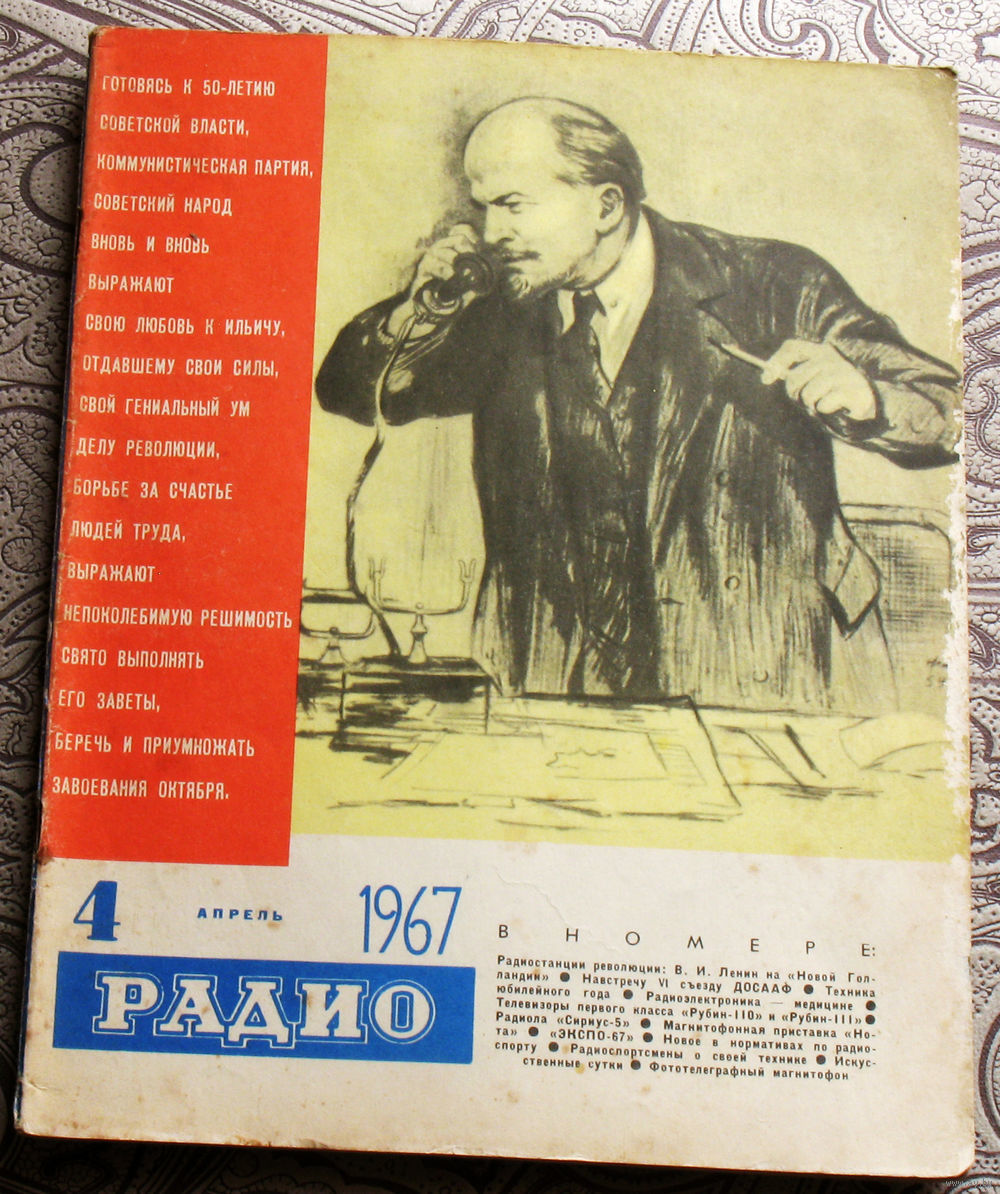 ГОТОВЯСЬ К 50-ЛЕТИЮ
СОВЕТСКОЙ ВЛАСТИ,
КОММУНИСТИЧЕСКАЯ ПАРТИЯ,
СОВЕТСКИЙ НАРОД
ВНОВЬ И ВНОВЬ
ВЫРАЖАЮТ
СВОЮ ЛЮБОВЬ К ИЛЬИЧУ,
ОТДАВШЕМУ СВОИ СИЛЫ,
СВОЙ ГЕНИАЛЬНЫЙ УМ
ДЕЛУ РЕВОЛЮЦИИ,
БОРЬБЕ ЗА СЧАСТЬЕ
ЛЮДЕЙ ТРУДА,
ВЫРАЖАЮТ
НЕПОКОЛЕБИМУЮ РЕШИМОСТЬ
СВЯТО ВЫПОЛНЯТЬ
ЕГО ЗАВЕТЫ,
БЕРЕЧЬ И ПРИУМНОЖАТЬ
ЗАВОЕВАНИЯ ОКТЯБРЯ.
4 АПРЕЛЬ 1967
РАДИО
В НОМЕРЕ:
Радиостанции революции: В. И. Ленин на «Новой Гол-
ландии» ● Навстречу VI съезду ДОСААФ ● Техника
юбилейного года ● Радиоэлектроника — медицине ●
Телевизоры первого класса «Рубин-110» и «Рубин-111» ●
Радиола «Сириус-5» ● Магнитофонная приставка «Но-
та» ● «ЭКСПО-67» ● Новое в нормативах по радио-
спорту ● Радиоспортсмены о своей технике ● Искус-
ственные сутки ● Фототелеграфный магнитофон